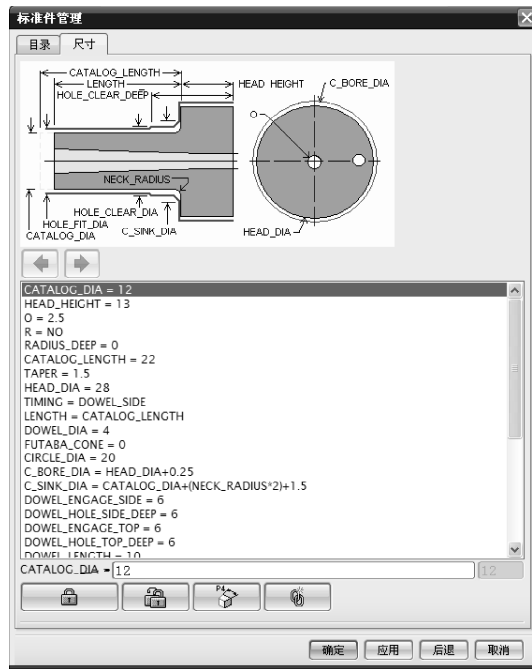 标准件管理
目录 尺寸
CATALOG_LENGTH
LENGTH HEAD HEIGHT C_BORE_DIA
HOLE_CLEAR_DEEP
O
NECK_RADIUS
HOLE_CLEAR_DIA
HOLE_FIT_DIA
C_SINK_DIA HEAD_DIA
CATALOG_DIA
CATALOG_DIA = 12
HEAD_HEIGHT = 13
O = 2.5
R = NO
RADIUS_DEEP = 0
CATALOG_LENGTH = 22
TAPER = 1.5
HEAD_DIA = 28
TIMING = DOWEL_SIDE
LENGTH = CATALOG_LENGTH
DOWEL_DIA = 4
FUTABA_CONE = 0
CIRCLE_DIA = 20
C_BORE_DIA = HEAD_DIA+0.25
C_SINK_DIA = CATALOG_DIA+(NECK_RADIUS*2)+1.5
DOWEL_ENGAGE_SIDE = 6
DOWEL_HOLE_SIDE_DEEP = 6
DOWEL_ENGAGE_TOP = 6
DOWEL_HOLE_TOP_DEEP = 6
DOWEL_LENGTH = 10
CATALOG_DIA = 12 12
P4
确定 应用 后退 取消